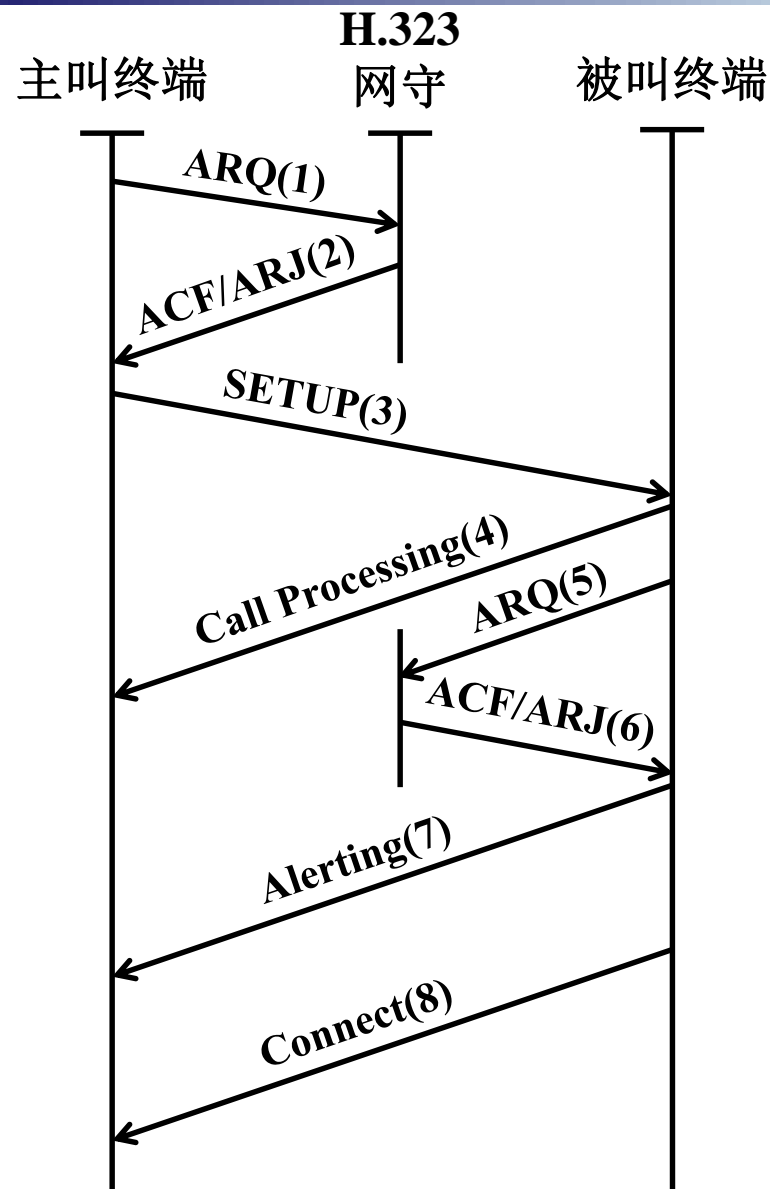 H.323
主叫终端
网守
被叫终端
ARQ(1)
ACF/ARJ(2)
SETUP(3)
Call Processing(4)
ARQ(5)
ACF/ARJ(6)
Alerting(7)
Connect(8)